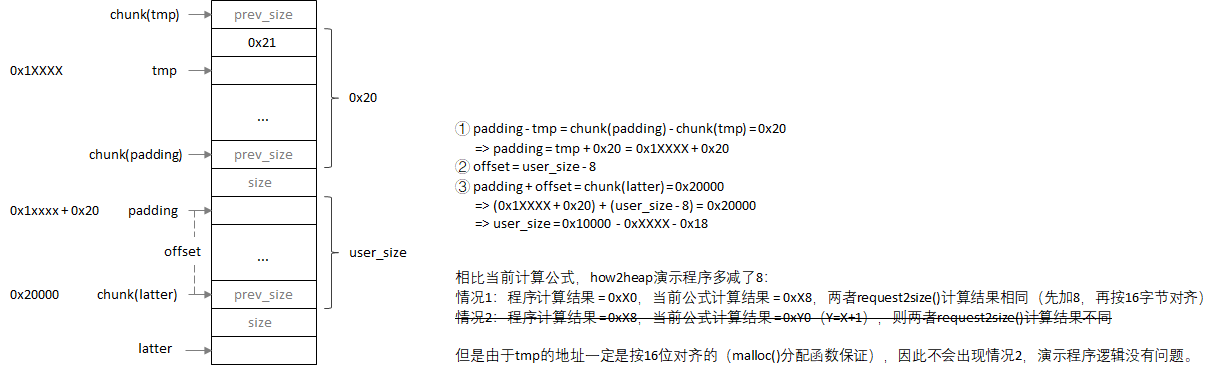 chunk(tmp)
prev_size
0x21
0x1XXXX
tmp
...
0x20
chunk(padding)
prev_size
size
0x1xxxx + 0x20
padding
offset
...
user_size
0x20000
chunk(latter)
prev_size
size
latter
① padding - tmp = chunk(padding) - chunk(tmp) = 0x20
=> padding = tmp + 0x20 = 0x1XXXX + 0x20
② offset = user_size - 8
③ padding + offset = chunk(latter) = 0x20000
=> (0x1XXXX + 0x20) + (user_size - 8) = 0x20000
=> user_size = 0x10000 - 0xXXXX - 0x18
相比当前计算公式，how2heap演示程序多减了8：
情况1：程序计算结果 = 0xX0，当前公式计算结果 = 0xX8，两者request2size()计算结果相同（先加8，再按16字节对齐）
情况2：程序计算结果 = 0xX8，当前公式计算结果 = 0xY0（Y=X+1），则两者request2size()计算结果不同
但是由于tmp的地址一定是按16位对齐的（malloc()分配函数保证），因此不会出现情况2，演示程序逻辑没有问题。